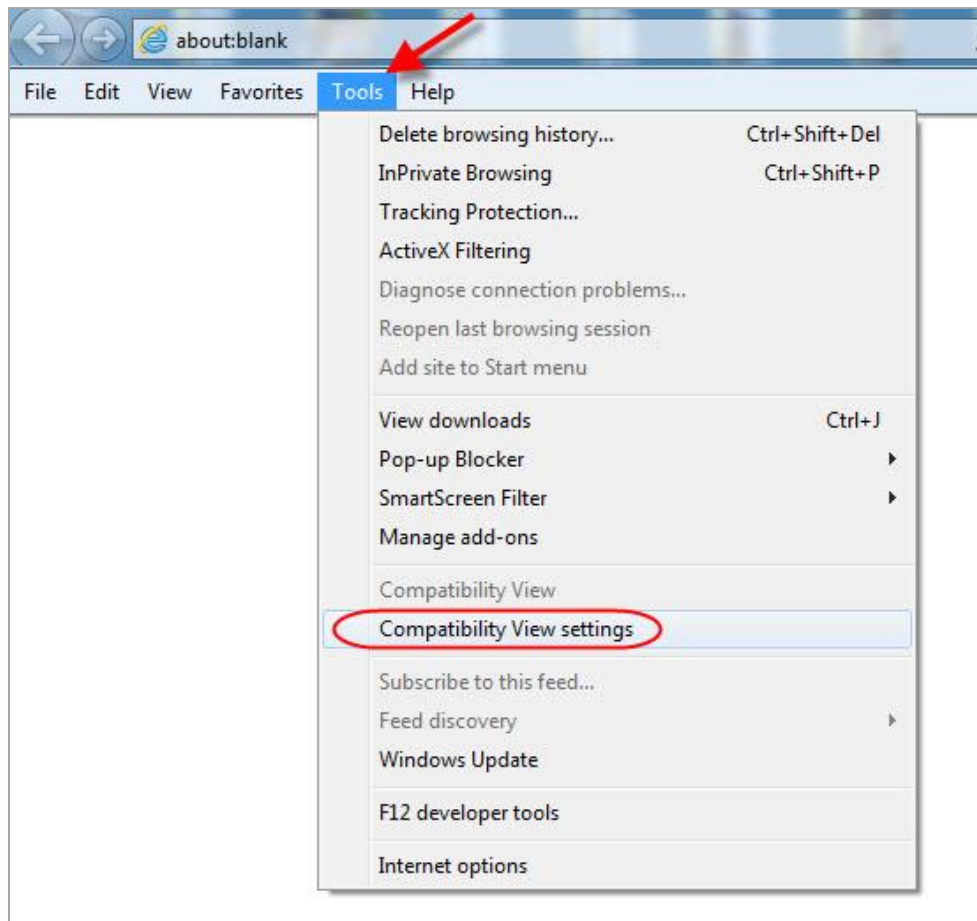 about:blank
File Edit View Favorites Tools Help
Delete browsing history... Ctrl+Shift+Del
InPrivate Browsing Ctrl+Shift+P
Tracking Protection...
ActiveX Filtering
Diagnose connection problems...
Reopen last browsing session
Add site to Start menu
View downloads Ctrl+J
Pop-up Blocker
SmartScreen Filter
Manage add-ons
Compatibility View
Compatibility View settings
Subscribe to this feed...
Feed discovery
Windows Update
F12 developer tools
Internet options